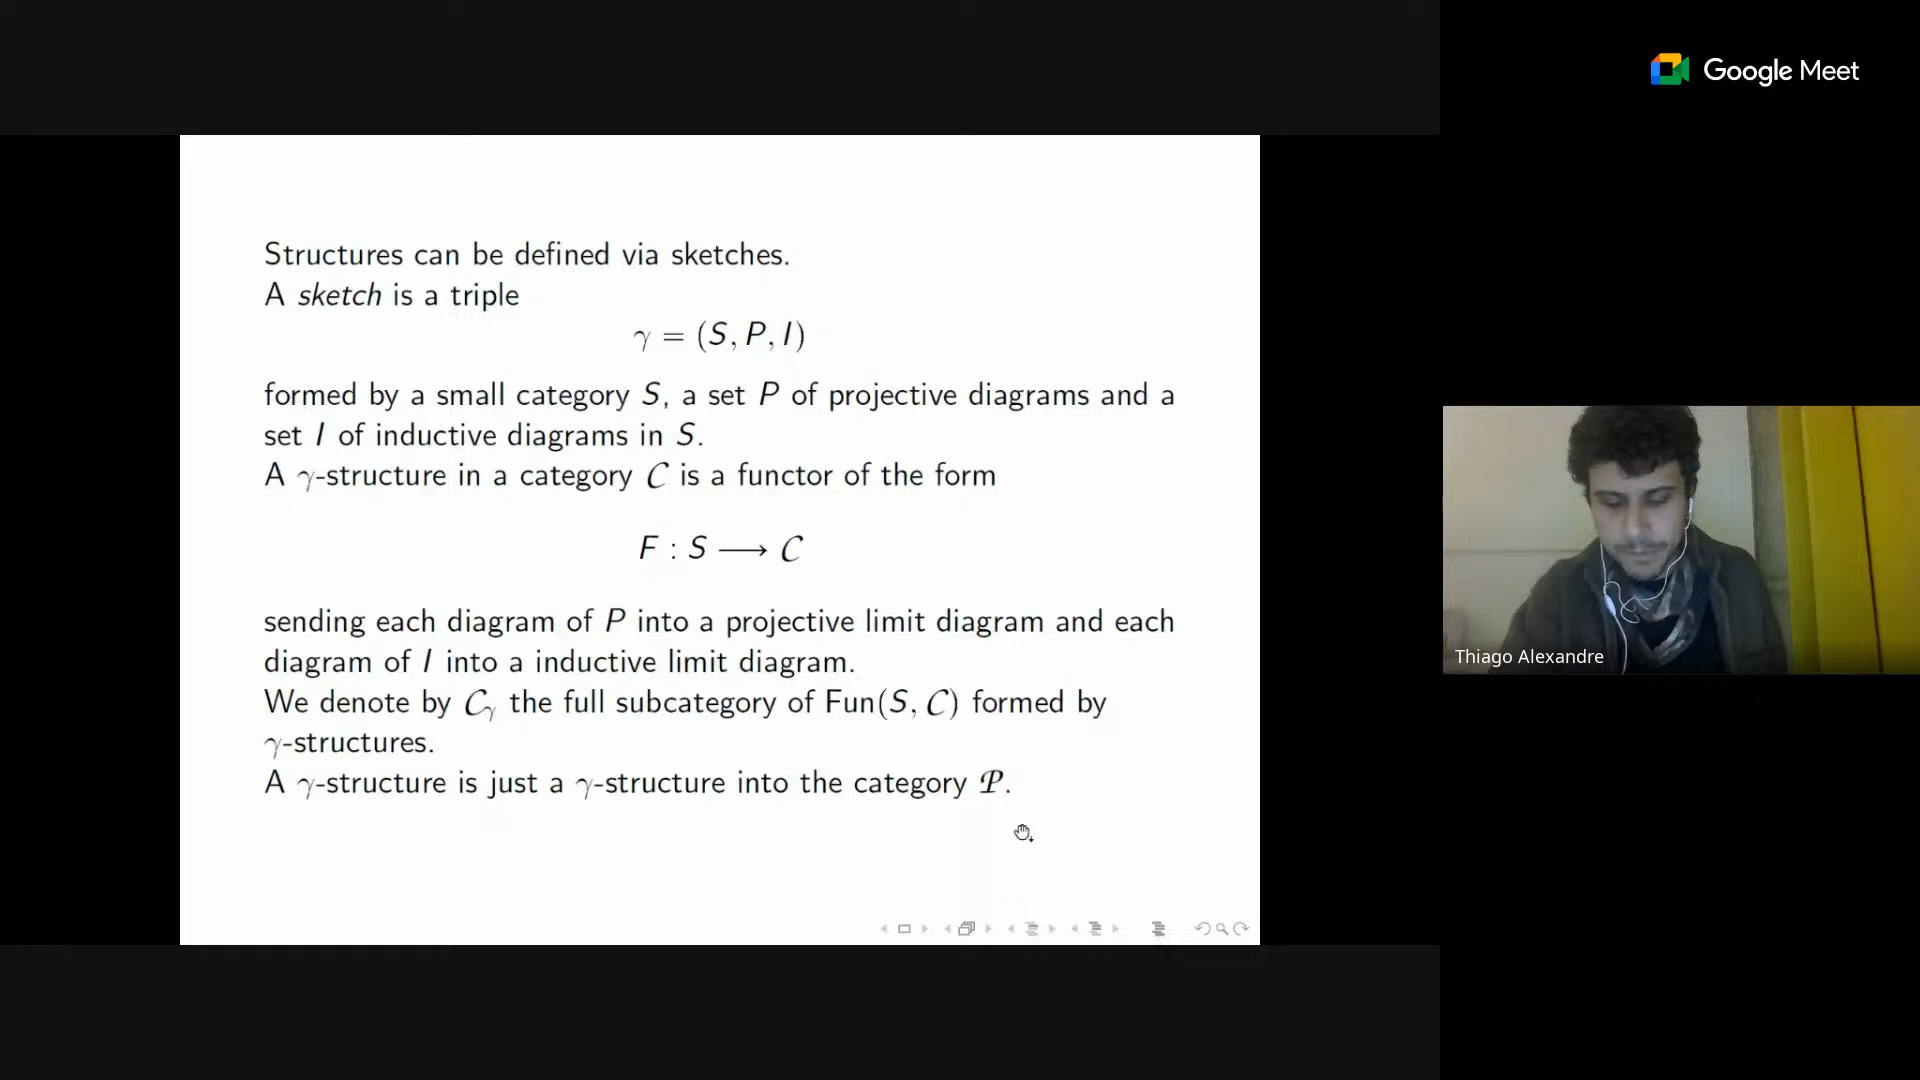 Google Meet
Structures can be defined via sketches.
A sketch is a triple
γ = (S, P, I)
formed by a small category S, a set P of projective diagrams and a
set I of inductive diagrams in S.
A γ-structure in a category 𝒞 is a functor of the form
F : S ⟶ 𝒞
sending each diagram of P into a projective limit diagram and each
diagram of I into a inductive limit diagram.
We denote by 𝒞γ the full subcategory of Fun(S, 𝒞) formed by
γ-structures.
A γ-structure is just a γ-structure into the category 𝒫.
Thiago Alexandre